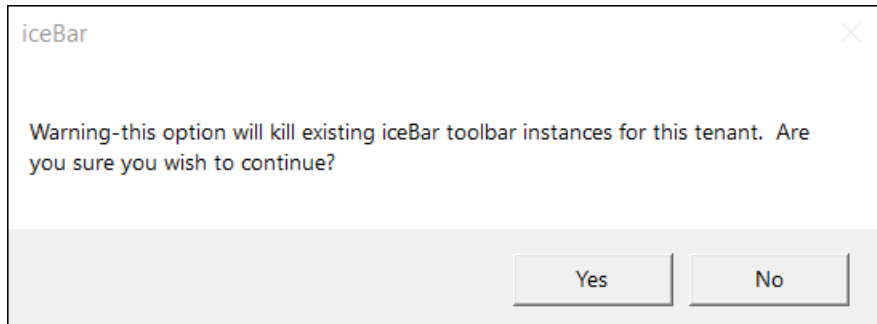 iceBar
Warning-this option will kill existing iceBar toolbar instances for this tenant.  Are
you sure you wish to continue?
Yes
No